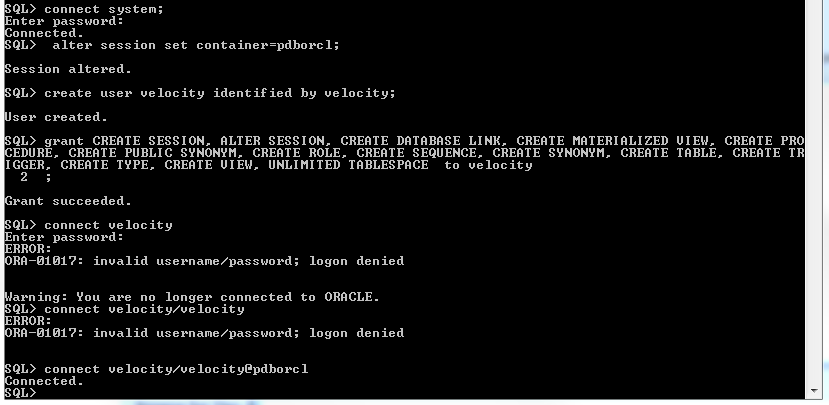 SQL> connect system;
Enter password:
Connected.
SQL>  alter session set container=pdborcl;
Session altered.
SQL> create user velocity identified by velocity;
User created.
SQL> grant CREATE SESSION, ALTER SESSION, CREATE DATABASE LINK, CREATE MATERIALIZED VIEW, CREATE PRO
CEDURE, CREATE PUBLIC SYNONYM, CREATE ROLE, CREATE SEQUENCE, CREATE SYNONYM, CREATE TABLE, CREATE TR
IGGER, CREATE TYPE, CREATE VIEW, UNLIMITED TABLESPACE  to velocity
  2  ;
Grant succeeded.
SQL> connect velocity
Enter password:
ERROR:
ORA-01017: invalid username/password; logon denied
Warning: You are no longer connected to ORACLE.
SQL> connect velocity/velocity
ERROR:
ORA-01017: invalid username/password; logon denied
SQL> connect velocity/velocity@pdborcl
Connected.
SQL>